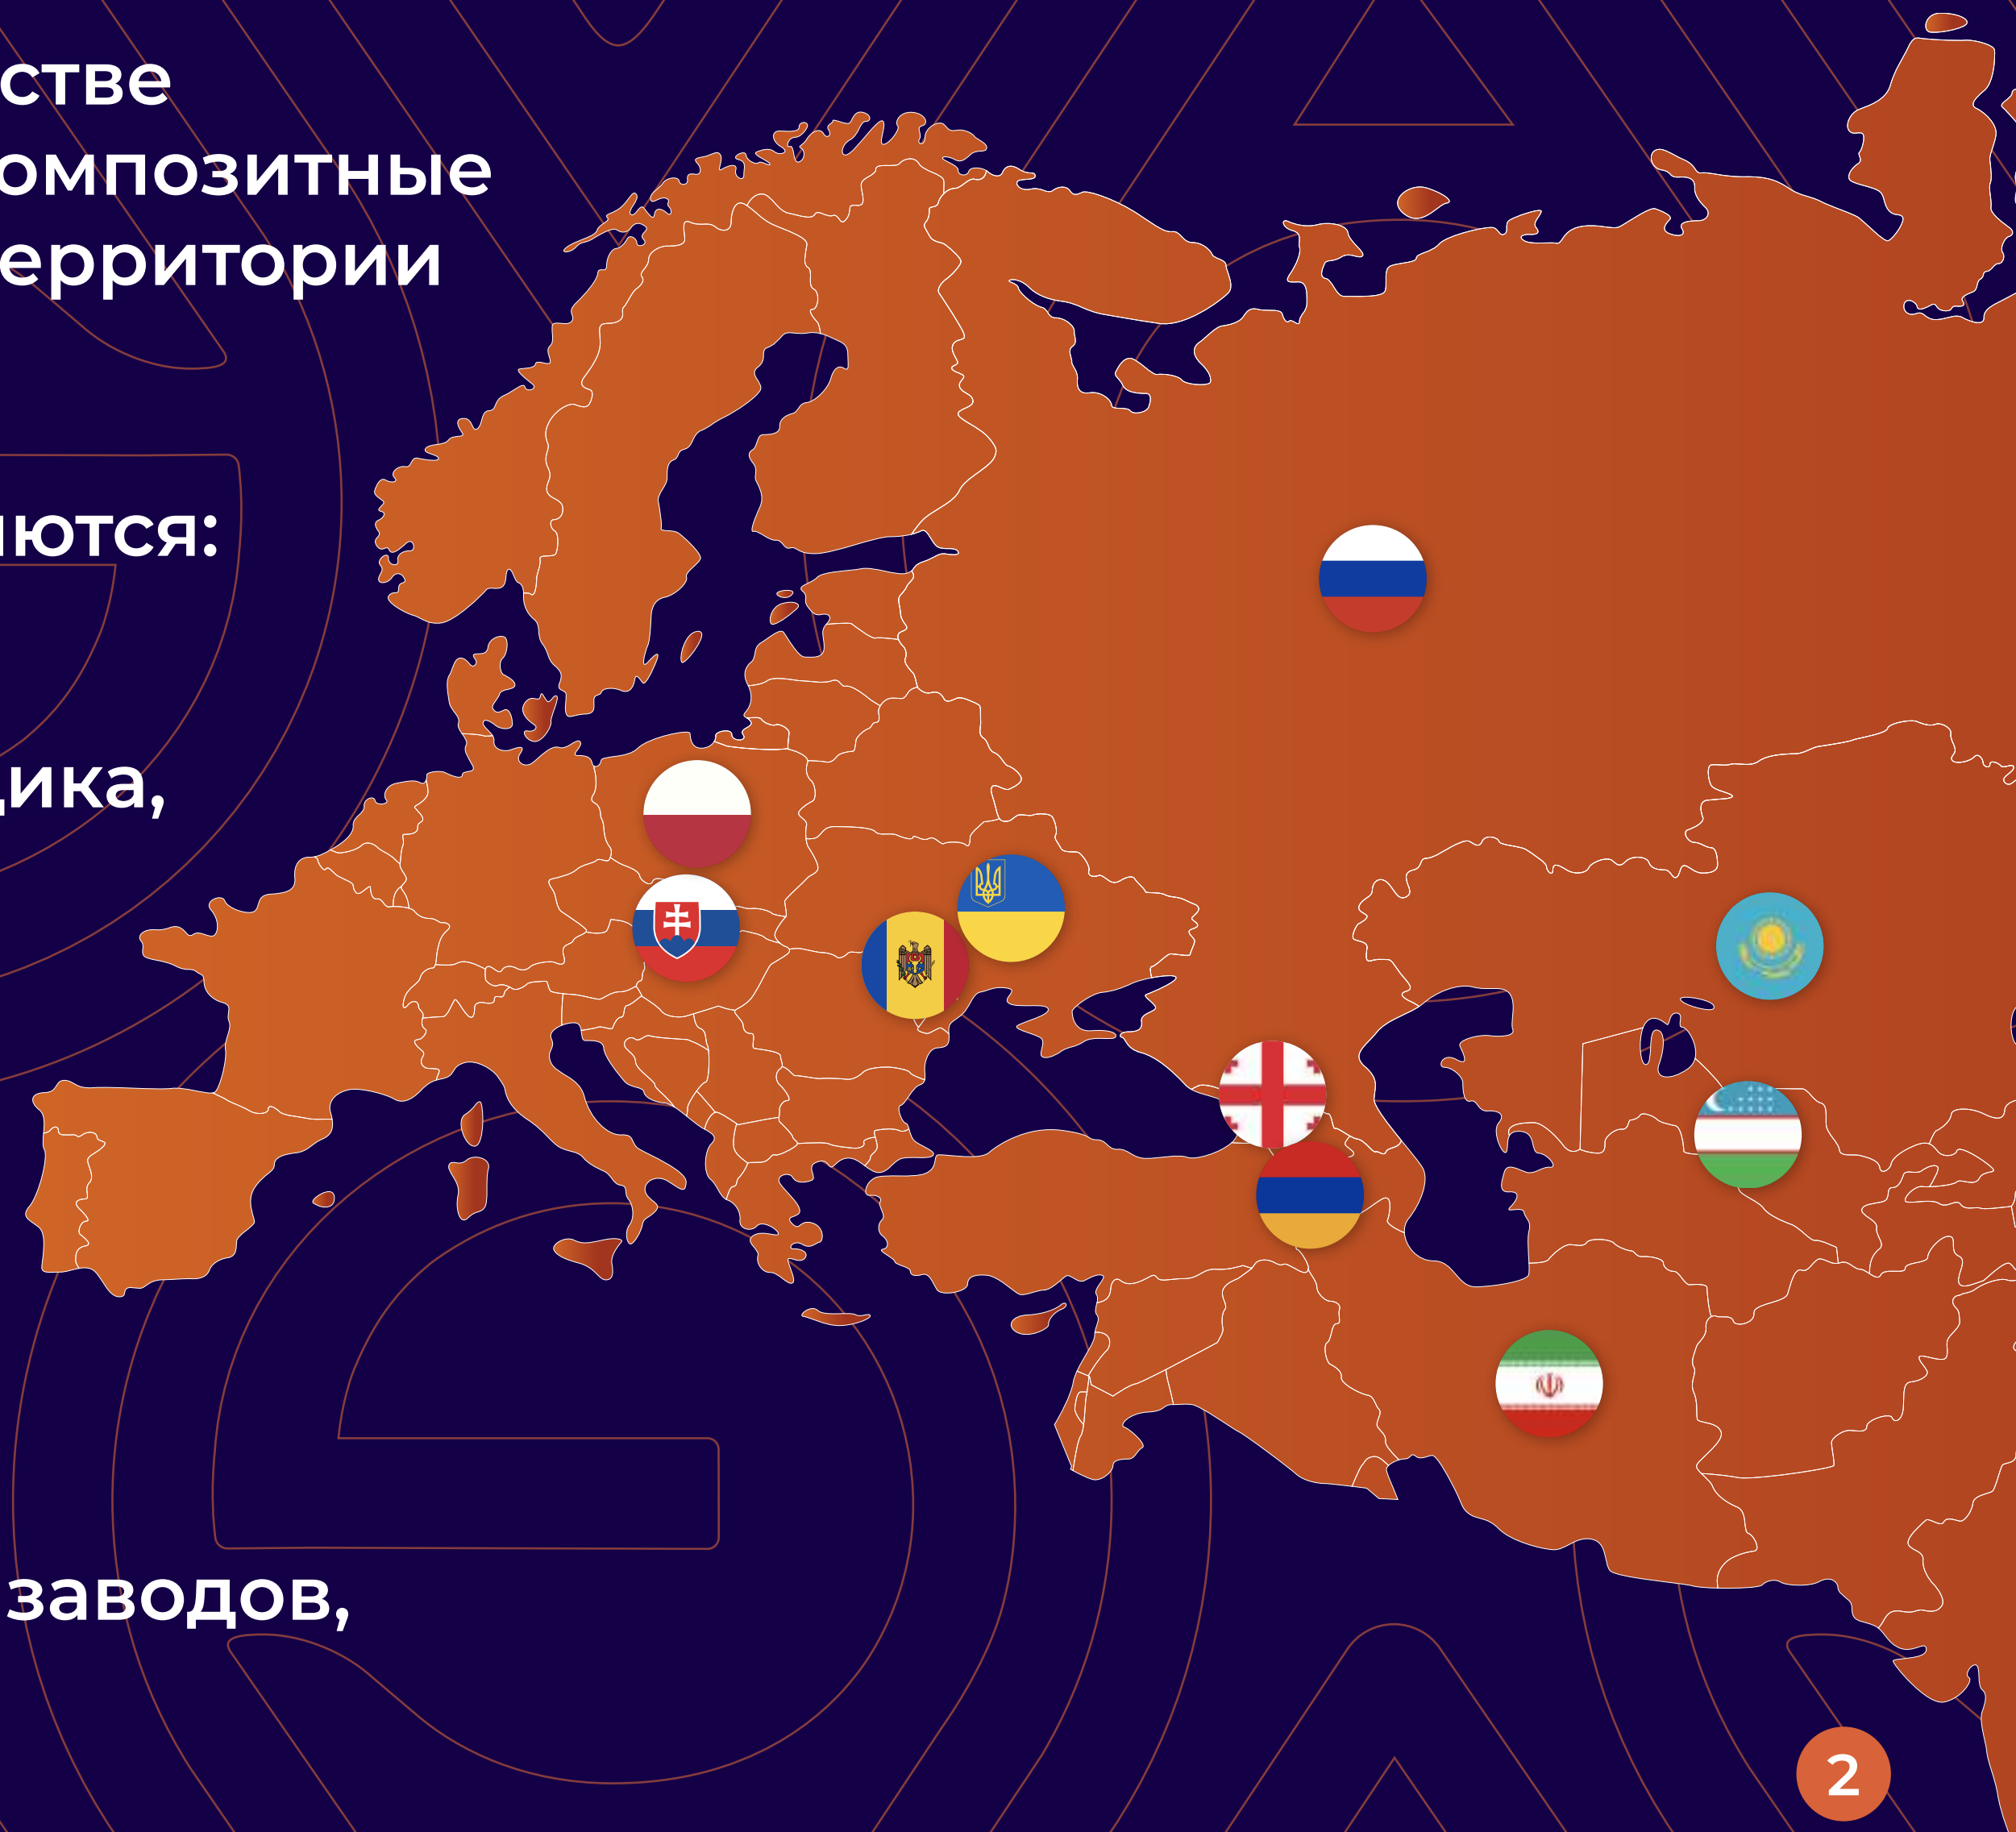 стве
омпозитные
ерритории
ются:
ика,
заводов,
2